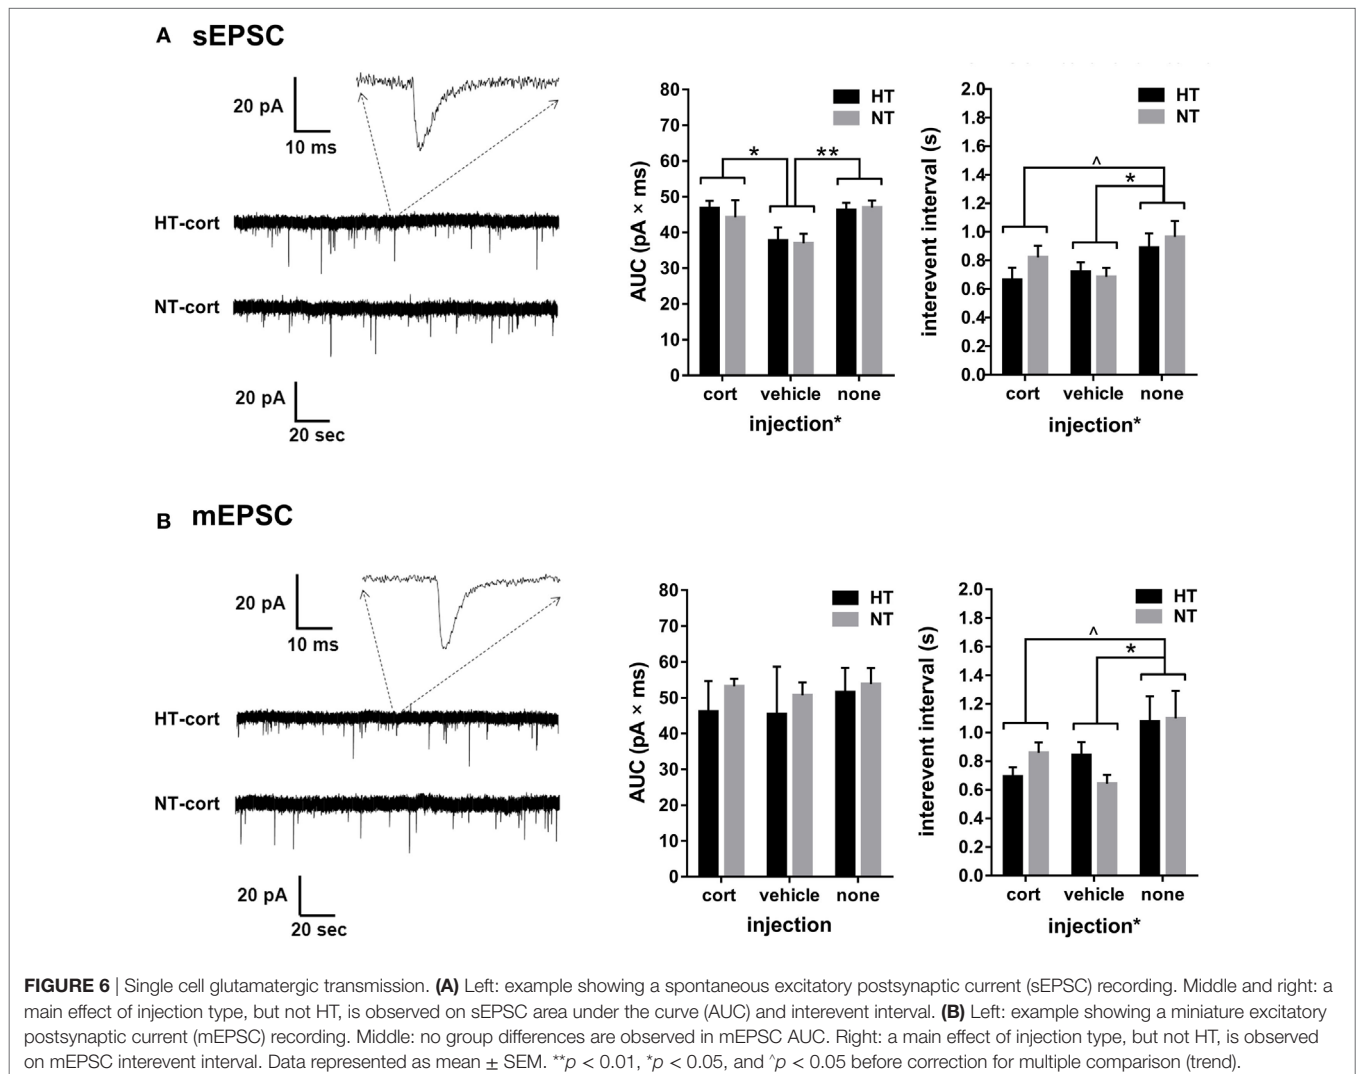 A sEPSC
20 pA
10 ms
HT-cort
NT-cort
20 pA
20 sec
80
70
60
50
40
30
20
10
0
AUC (pA × ms)
HT
NT
* **
cort vehicle none
injection*
2.0
1.8
1.6
1.4
1.2
1.0
0.8
0.6
0.4
0.2
0.0
interevent interval (s)
HT
NT
^
*
cort vehicle none
injection*
B mEPSC
20 pA
10 ms
HT-cort
NT-cort
20 pA
20 sec
80
70
60
50
40
30
20
10
0
AUC (pA × ms)
HT
NT
cort vehicle none
injection
2.0
1.8
1.6
1.4
1.2
1.0
0.8
0.6
0.4
0.2
0.0
interevent interval (s)
HT
NT
^
*
cort vehicle none
injection*
FIGURE 6 | Single cell glutamatergic transmission. (A) Left: example showing a spontaneous excitatory postsynaptic current (sEPSC) recording. Middle and right: a
main effect of injection type, but not HT, is observed on sEPSC area under the curve (AUC) and interevent interval. (B) Left: example showing a miniature excitatory
postsynaptic current (mEPSC) recording. Middle: no group differences are observed in mEPSC AUC. Right: a main effect of injection type, but not HT, is observed
on mEPSC interevent interval. Data represented as mean ± SEM. **p < 0.01, *p < 0.05, and ^p < 0.05 before correction for multiple comparison (trend).